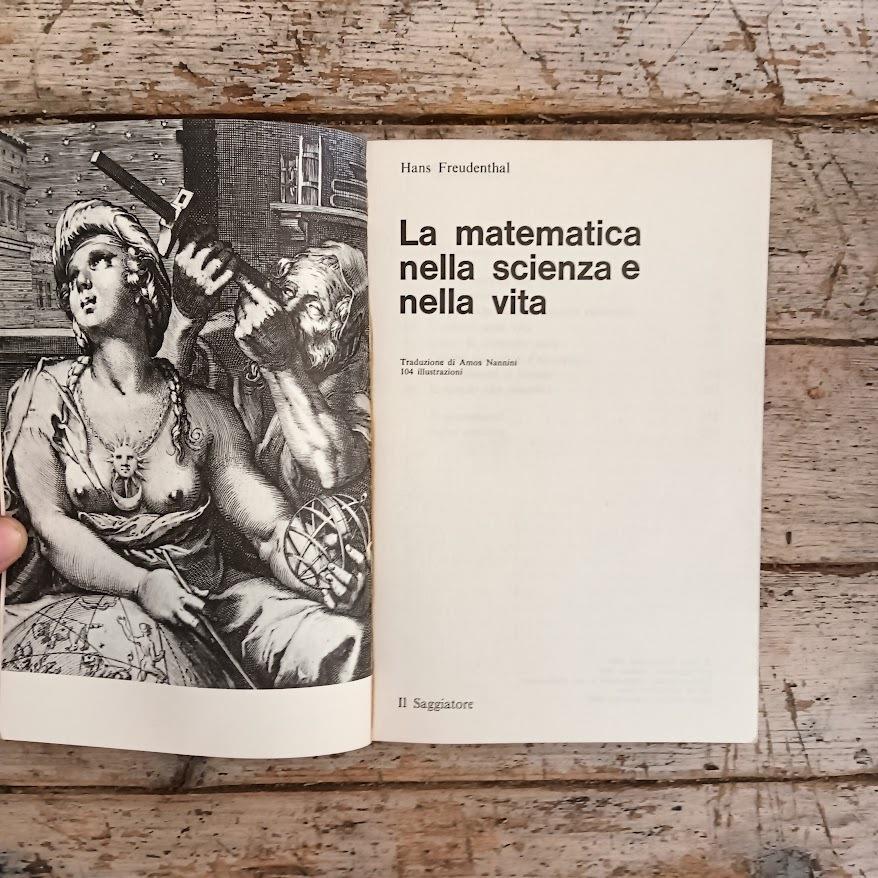 Hans Freudenthal
La matematica
nella scienza e
nella vita
Traduzione di Amos Nannini
104 illustrazioni
Il Saggiatore